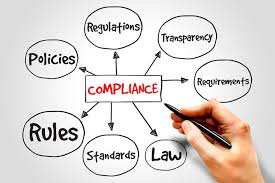 Regulations
Transparency
Policies
COMPLIANCE
Requirements
Rules
Standards
Law